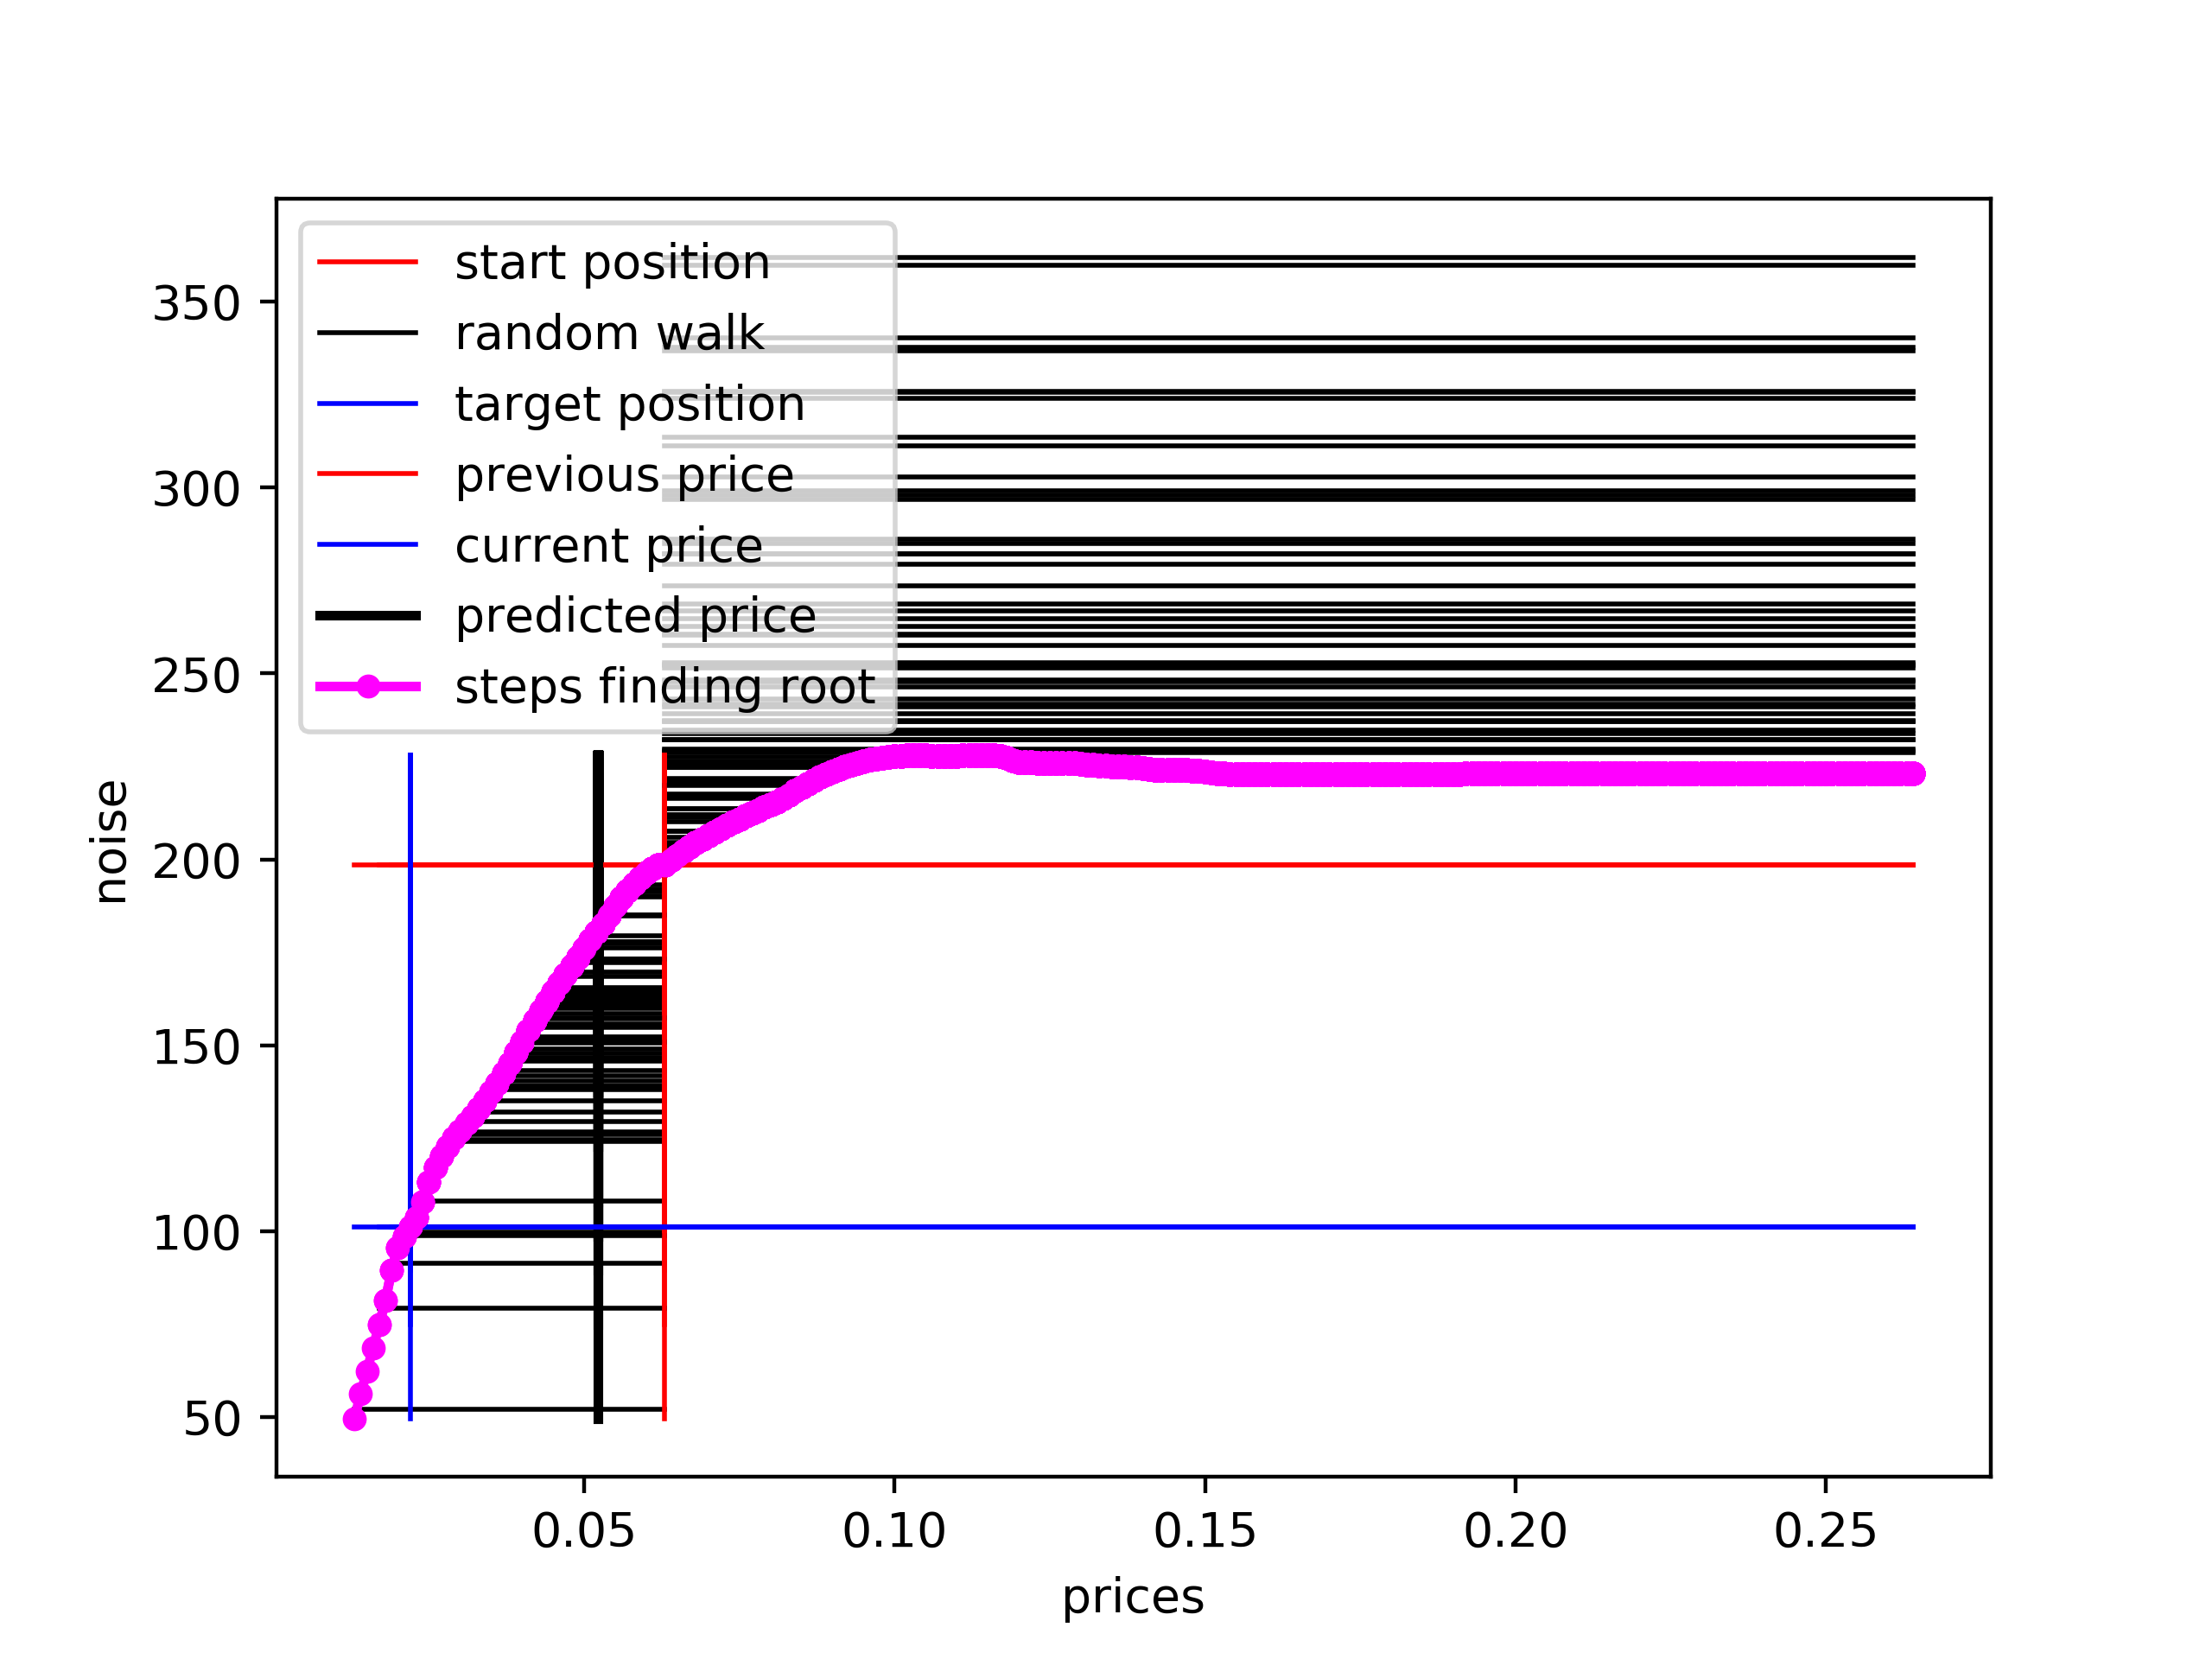 start position
random walk
target position
previous price
current price
predicted price
steps finding root
350
300
250
200
150
100
50
noise
0.05 0.10 0.15 0.20 0.25
prices